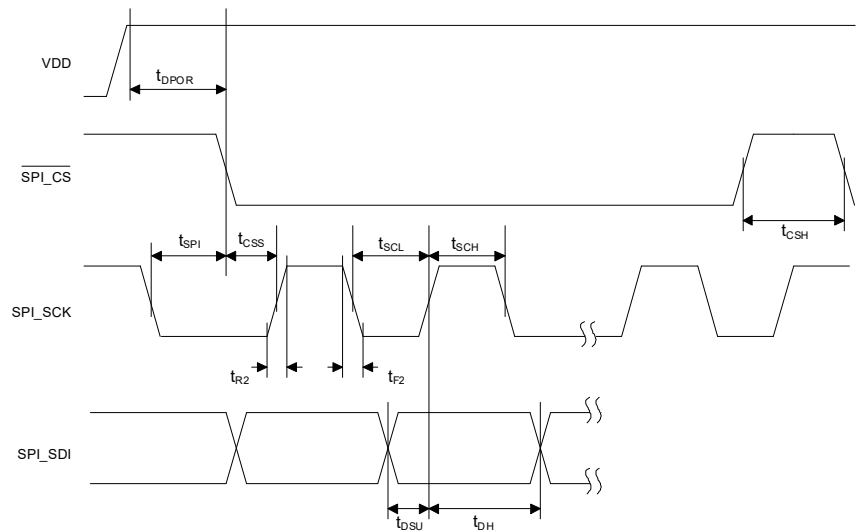 VDD
tDPOR
SPI_CS
tSPI
tCSS
tSCL
tSCH
tCSH
SPI_SCK
tR2
tF2
SPI_SDI
tDSU
tDH